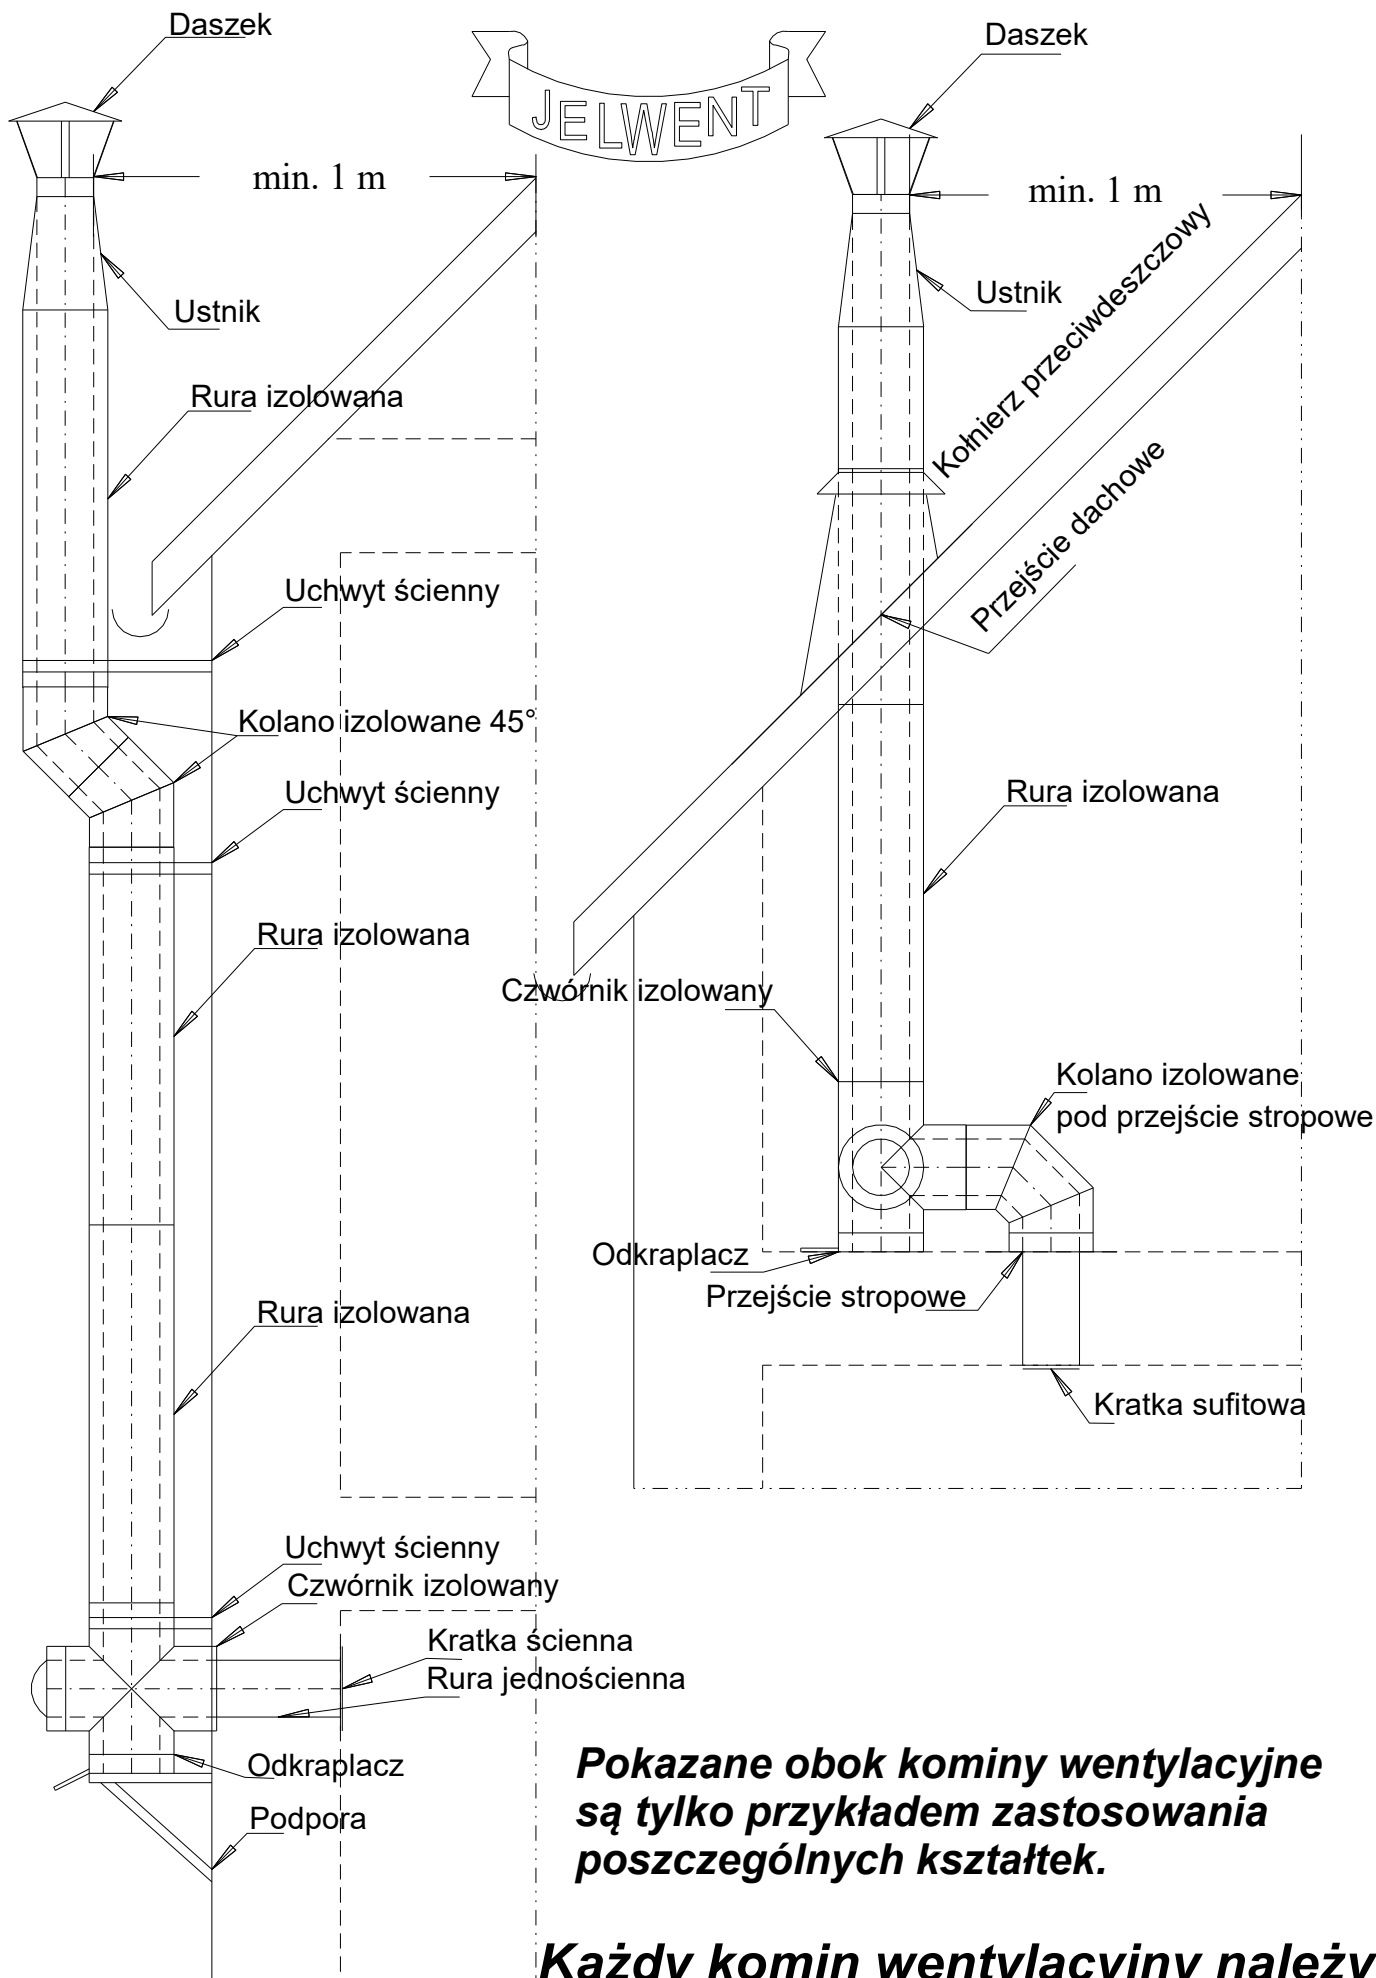 Daszek
JELWENT
Daszek
min. 1 m
min. 1 m
Ustnik
Ustnik
Kołnierz przeciwdeszczowy
Rura izolowana
Przejście dachowe
Uchwyt ścienny
Kolano izolowane 45°
Uchwyt ścienny
Rura izolowana
Rura izolowana
Czwórnik izolowany
Kolano izolowane
pod przejście stropowe
Odkraplacz
Przejście stropowe
Rura izolowana
Kratka sufitowa
Uchwyt ścienny
Czwórnik izolowany
Kratka ścienna
Rura jednościenna
Odkraplacz
Podpora
Pokazane obok kominy wentylacyjne
są tylko przykładem zastosowania
poszczególnych kształtek.
Każdy komin wentylacyjny należy